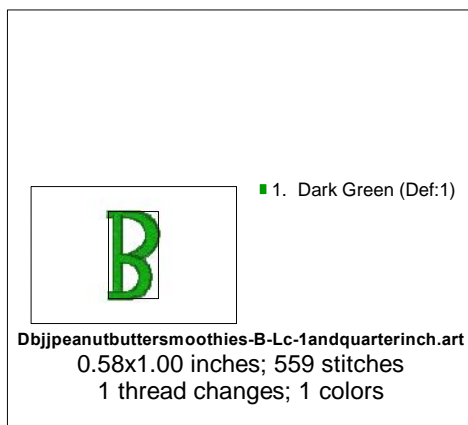 1. Dark Green (Def:1)
B
Dbjjpeanutbuttersmoothies-B-Lc-1andquarterinch.art
0.58x1.00 inches; 559 stitches
1 thread changes; 1 colors